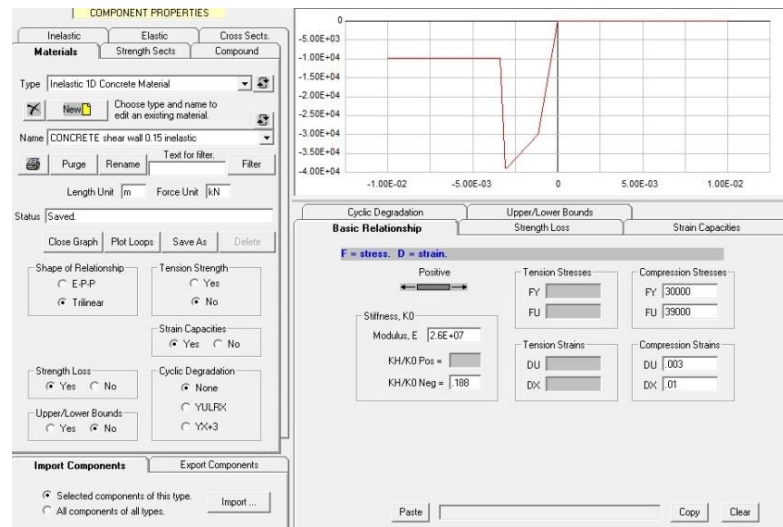 COMPONENT PROPERTIES
Inelastic Elastic Cross Sects.
Materials Strength Sects Compound
Type Inelastic 1D Concrete Material
New Choose type and name to
edit an existing material.
Name CONCRETE shear wall 0.15 inelastic
Purge Rename Text for filter. Filter
Length Unit m Force Unit kN
Status Saved.
Close Graph Plot Loops Save As Delete
Shape of Relationship
E-P-P
Trilinear
Tension Strength
Yes
No
Strain Capacities
Yes No
Strength Loss
Yes No
Cyclic Degradation
None
YULRX
YX+3
Upper/Lower Bounds
Yes No
Import Components Export Components
Selected components of this type.
All components of all types.
Import ...
0
-5.00E+03
-1.00E+04
-1.50E+04
-2.00E+04
-2.50E+04
-3.00E+04
-3.50E+04
-4.00E+04
-1.00E-02 -5.00E-03 0 5.00E-03 1.00E-02
Cyclic Degradation Upper/Lower Bounds
Basic Relationship Strength Loss Strain Capacities
F = stress. D = strain.
Positive
Stiffness, K0
Modulus, E 2.6E+07
KH/K0 Pos =
KH/K0 Neg = .188
Tension Stresses
FY
FU
Compression Stresses
FY 30000
FU 39000
Tension Strains
DU
DX
Compression Strains
DU .003
DX .01
Paste Copy Clear